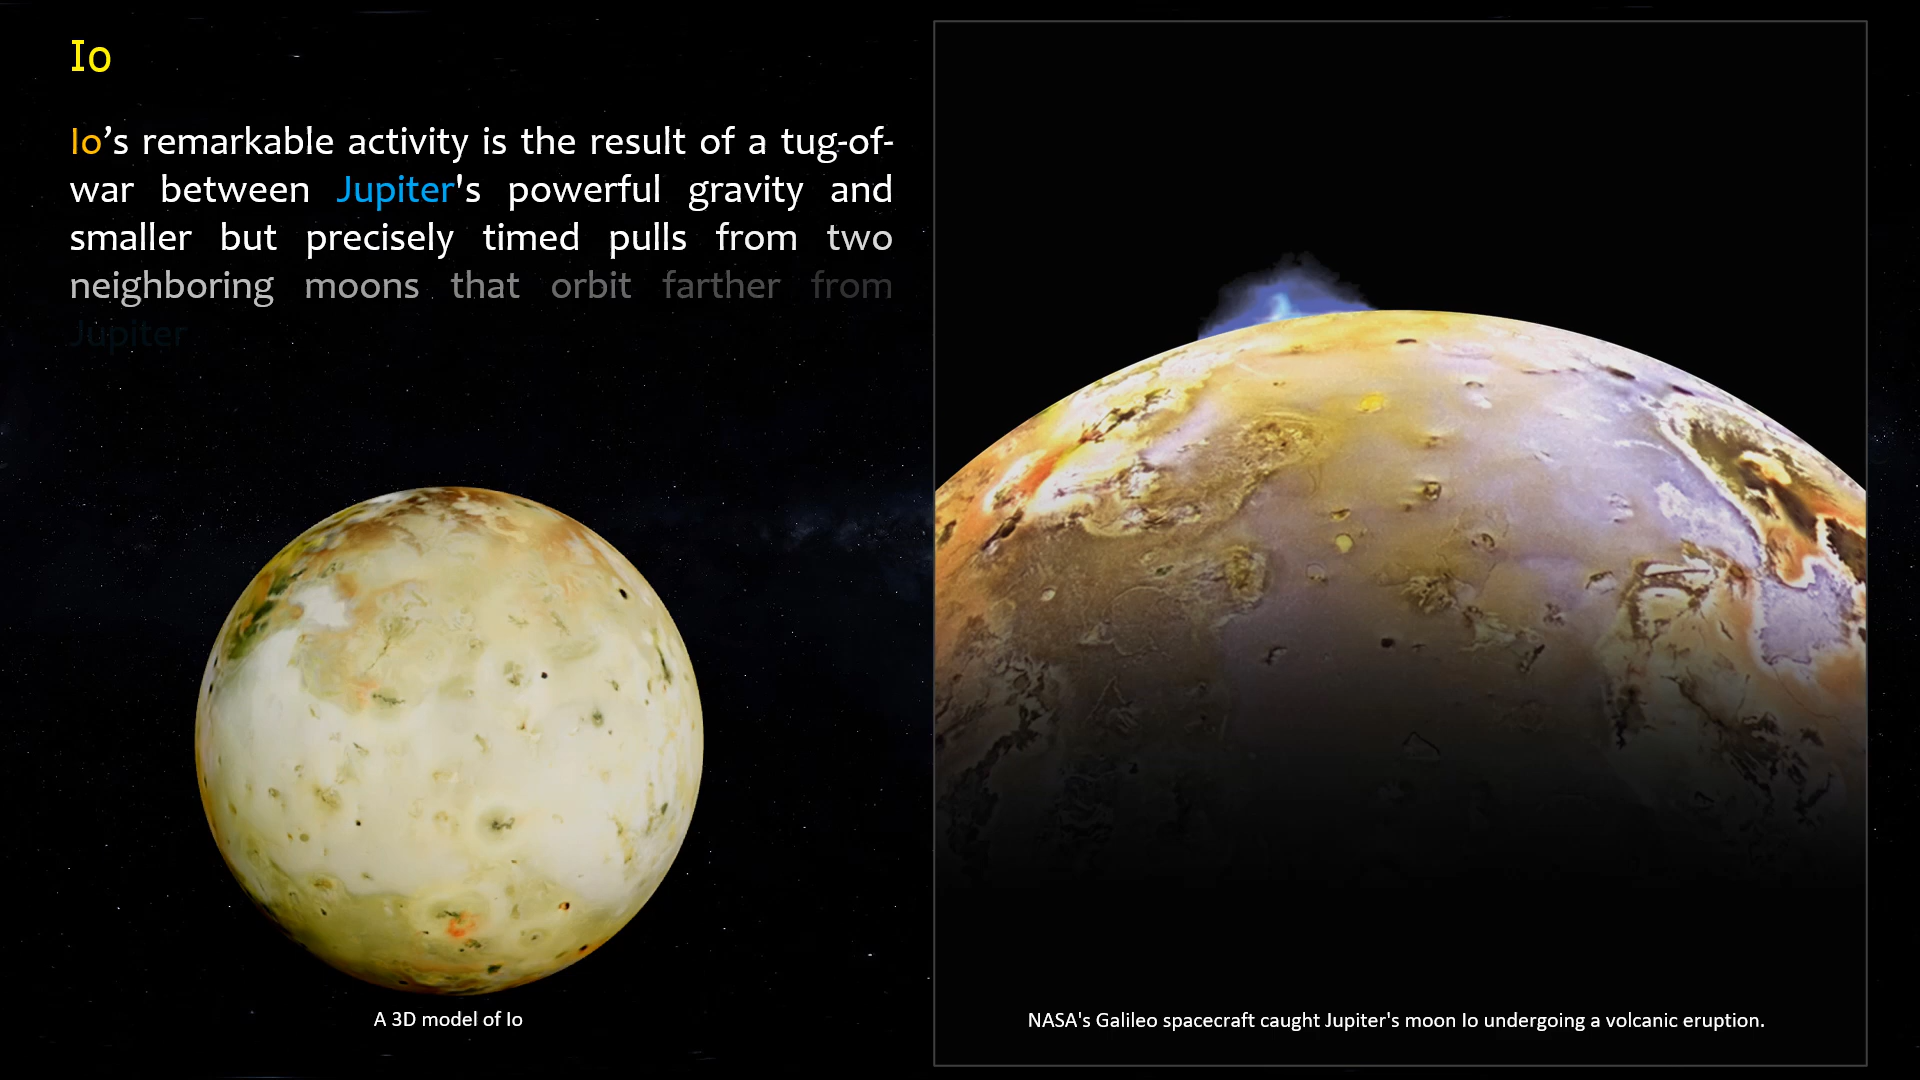 Io
Io’s remarkable activity is the result of a tug-of-
war between Jupiter's powerful gravity and
smaller but precisely timed pulls from two
neighboring moons that orbit farther from
Jupiter
A 3D model of Io
NASA's Galileo spacecraft caught Jupiter's moon Io undergoing a volcanic eruption.